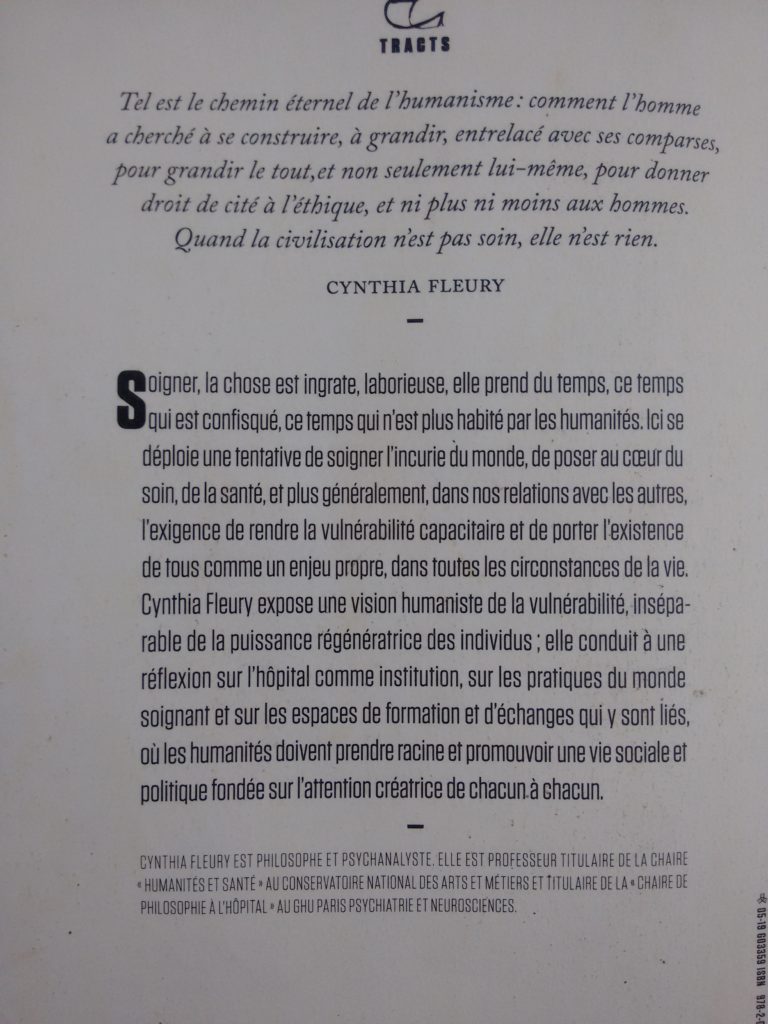 TRACTS
Tel est le chemin éternel de l'humanisme : comment l'homme
a cherché à se construire, à grandir, entrelacé avec ses comparses,
pour grandir le tout, et non seulement lui-même, pour donner
droit de cité à l'éthique, et ni plus ni moins aux hommes.
Quand la civilisation n'est pas soin, elle n'est rien.
CYNTHIA FLEURY
Soigner, la chose est ingrate, laborieuse, elle prend du temps, ce temps
qui est confisqué, ce temps qui n'est plus habité par les humanités. Ici se
déploie une tentative de soigner l'incurie du monde, de poser au cœur du
soin, de la santé, et plus généralement, dans nos relations avec les autres,
l'exigence de rendre la vulnérabilité capacitaire et de porter l'existence
de tous comme un enjeu propre, dans toutes les circonstances de la vie.
Cynthia Fleury expose une vision humaniste de la vulnérabilité, insépa-
rable de la puissance régénératrice des individus ; elle conduit à une
réflexion sur l'hôpital comme institution, sur les pratiques du monde
soignant et sur les espaces de formation et d'échanges qui y sont liés,
où les humanités doivent prendre racine et promouvoir une vie sociale et
politique fondée sur l'attention créatrice de chacun à chacun.
CYNTHIA FLEURY EST PHILOSOPHE ET PSYCHANALYSTE. ELLE EST PROFESSEUR TITULAIRE DE LA CHAIRE
« HUMANITÉS ET SANTÉ » AU CONSERVATOIRE NATIONAL DES ARTS ET MÉTIERS ET TITULAIRE DE LA « CHAIRE DE
PHILOSOPHIE À L'HÔPITAL » AU GHU PARIS PSYCHIATRIE ET NEUROSCIENCES.
05-19 G03359 ISBN 978-2-